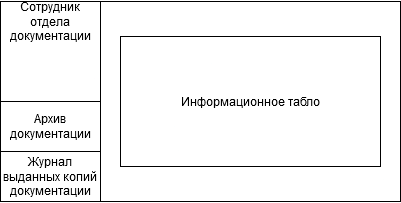 Сотрудник
отдела
документации
Информационное табло
Архив
документации
Журнал
выданных копий
документации